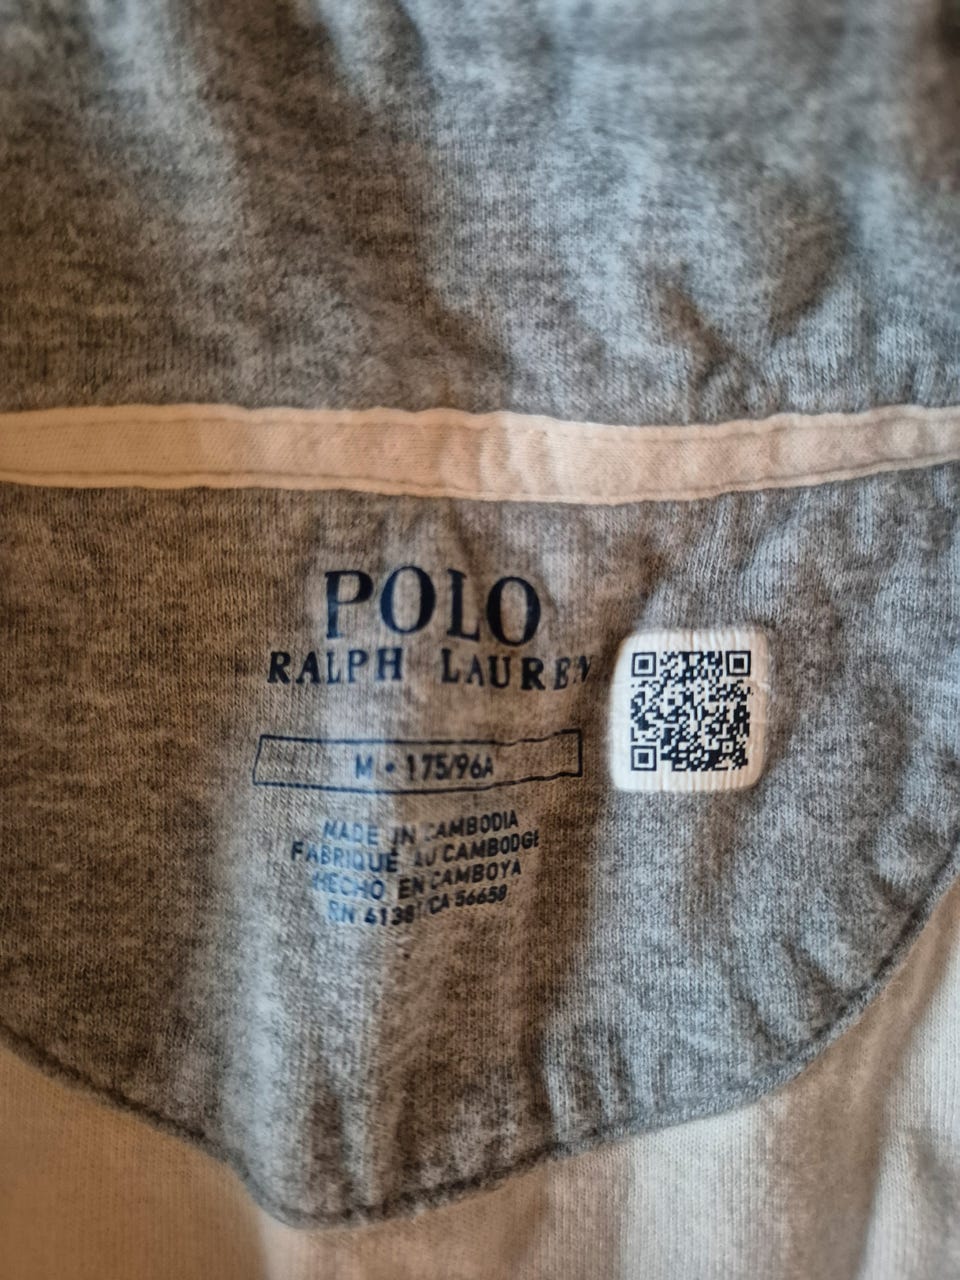 POLO
RALPH LAUREN
M • 175/96A
MADE IN CAMBODIA
FABRIQUÉ AU CAMBODGE
HECHO EN CAMBOYA
RN 41381 CA 56658